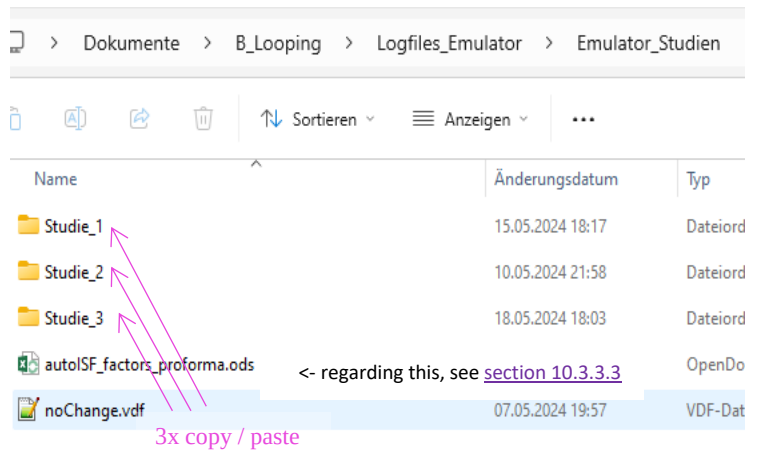 > Dokumente > B_Looping > Logfiles_Emulator > Emulator_Studien
Sortieren Anzeigen ...
Name Änderungsdatum Typ
Studie_1 15.05.2024 18:17 Dateiord
Studie_2 10.05.2024 21:58 Dateiord
Studie_3 18.05.2024 18:03 Dateiord
autoISF_factors_proforma.ods <- regarding this, see section 10.3.3.3 OpenDo
noChange.vdf 07.05.2024 19:57 VDF-Dat
3x copy / paste